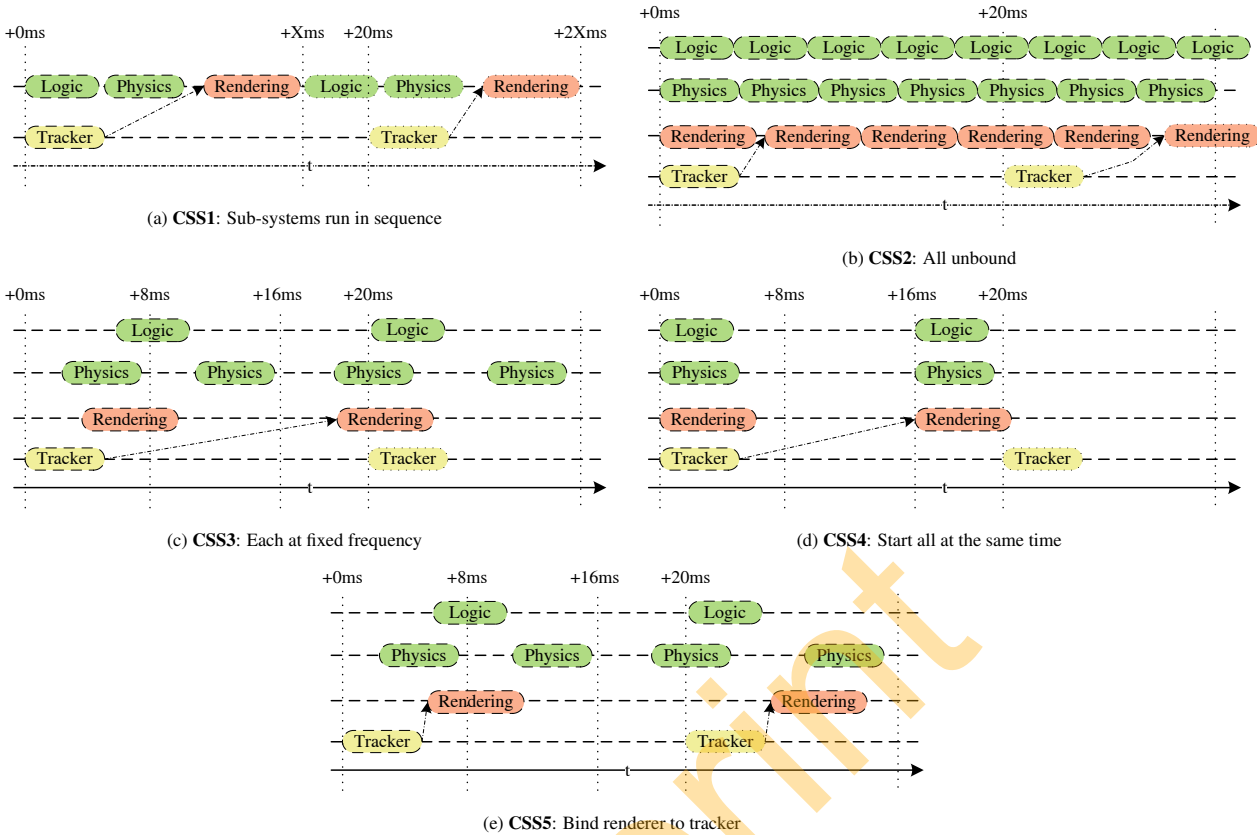 +0ms +Xms +20ms +2Xms
Logic Physics Rendering Logic Physics Rendering
Tracker Tracker
t
(a) CSS1: Sub-systems run in sequence
+0ms +20ms
Logic Logic Logic Logic Logic Logic Logic Logic
Physics Physics Physics Physics Physics Physics Physics
Rendering Rendering Rendering Rendering Rendering Rendering
Tracker Tracker
t
(b) CSS2: All unbound
+0ms +8ms +16ms +20ms
Logic Logic
Physics Physics Physics Physics
Rendering Rendering
Tracker Tracker
t
(c) CSS3: Each at fixed frequency
+0ms +8ms +16ms +20ms
Logic Logic
Physics Physics
Rendering Rendering
Tracker Tracker
t
(d) CSS4: Start all at the same time
+0ms +8ms +16ms +20ms
Logic Logic
Physics Physics Physics Physics
Rendering Rendering
Tracker Tracker
t
(e) CSS5: Bind renderer to tracker